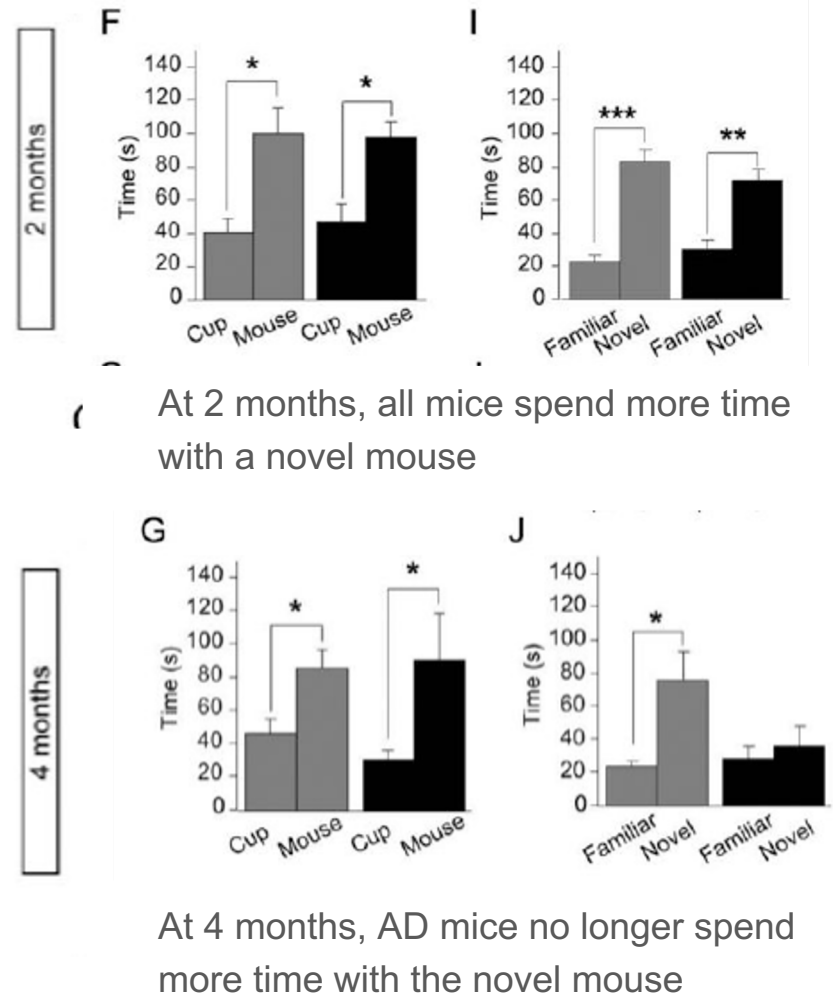 F
I
2 months
Time (s)
140
120
100
80
60
40
20
0
*
*
Cup Mouse Cup Mouse
Time (s)
140
120
100
80
60
40
20
0
***
**
Familiar Novel Familiar Novel
At 2 months, all mice spend more time
with a novel mouse
G
J
4 months
Time (s)
140
120
100
80
60
40
20
0
*
*
Cup Mouse Cup Mouse
Time (s)
140
120
100
80
60
40
20
0
*
Familiar Novel Familiar Novel
At 4 months, AD mice no longer spend
more time with the novel mouse